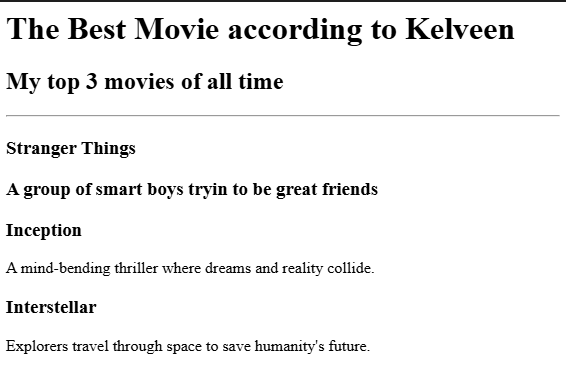 The Best Movie according to Kelveen
My top 3 movies of all time
Stranger Things
A group of smart boys tryin to be great friends
Inception
A mind-bending thriller where dreams and reality collide.
Interstellar
Explorers travel through space to save humanity's future.